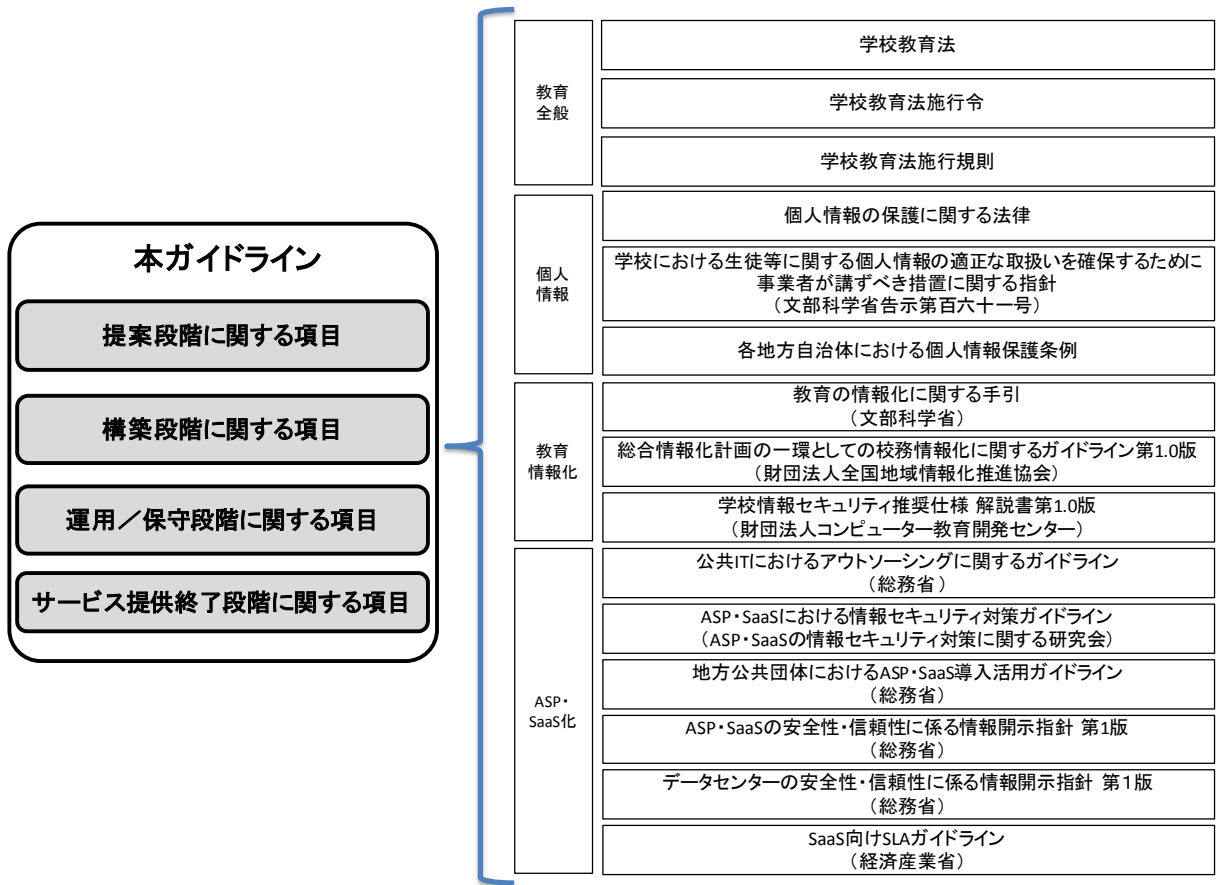 本ガイドライン
提案段階に関する項目
構築段階に関する項目
運用／保守段階に関する項目
サービス提供終了段階に関する項目
教育
全般
学校教育法
学校教育法施行令
学校教育法施行規則
個人
情報
個人情報の保護に関する法律
学校における生徒等に関する個人情報の適正な取扱いを確保するために
事業者が講ずべき措置に関する指針
（文部科学省告示第百六十一号）
各地方自治体における個人情報保護条例
教育
情報化
教育の情報化に関する手引
（文部科学省）
総合情報化計画の一環としての校務情報化に関するガイドライン第1.0版
（財団法人全国地域情報化推進協会）
学校情報セキュリティ推奨仕様 解説書第1.0版
（財団法人コンピューター教育開発センター）
ASP・
SaaS化
公共ITにおけるアウトソーシングに関するガイドライン
（総務省）
ASP・SaaSにおける情報セキュリティ対策ガイドライン
（ASP・SaaSの情報セキュリティ対策に関する研究会）
地方公共団体におけるASP・SaaS導入活用ガイドライン
（総務省）
ASP・SaaSの安全性・信頼性に係る情報開示指針 第1版
（総務省）
データセンターの安全性・信頼性に係る情報開示指針 第１版
（総務省）
SaaS向けSLAガイドライン
（経済産業省）